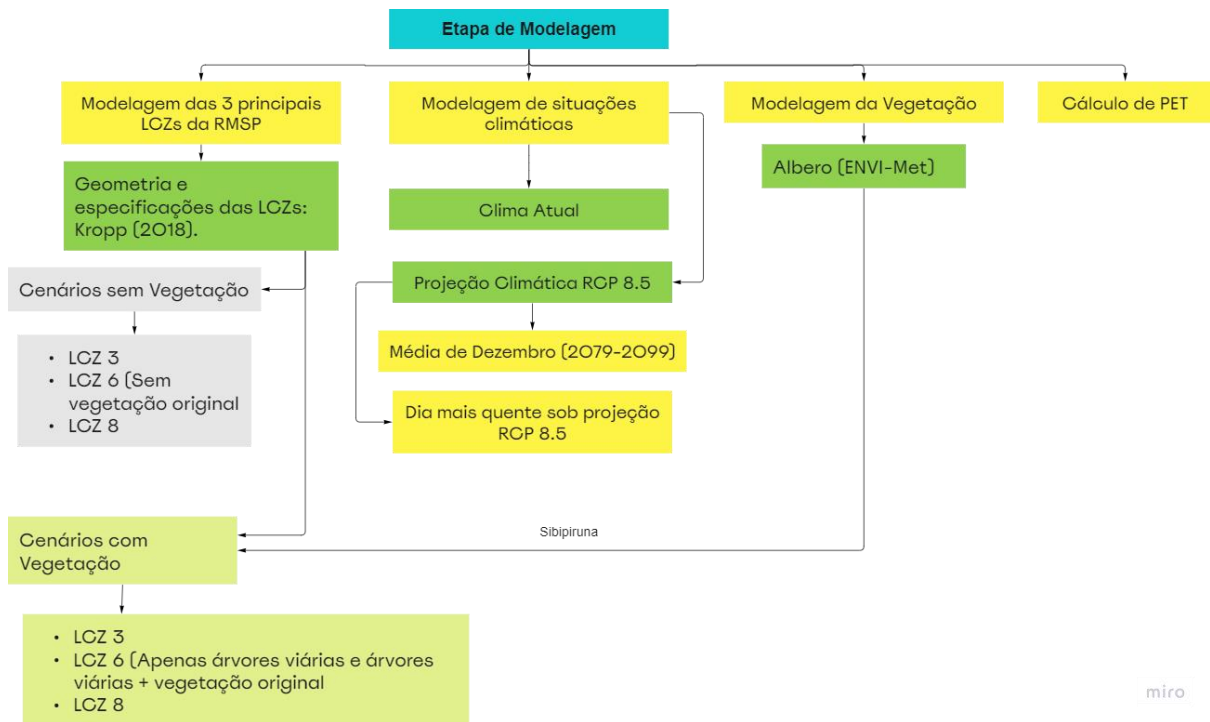 Etapa de Modelagem
Modelagem das 3 principais
LCZs da RMSP
Modelagem de situações
climáticas
Modelagem da Vegetação
Cálculo de PET
Geometria e
especificações das LCZs:
Kropp (2018).
Albero (ENVI-Met)
Clima Atual
Cenários sem Vegetação
Projeção Climática RCP 8.5
• LCZ 3
• LCZ 6 (Sem
vegetação original
• LCZ 8
Média de Dezembro (2079-2099)
Dia mais quente sob projeção
RCP 8.5
Sibipiruna
Cenários com
Vegetação
• LCZ 3
• LCZ 6 (Apenas árvores viárias e árvores
viárias + vegetação original
• LCZ 8
miro